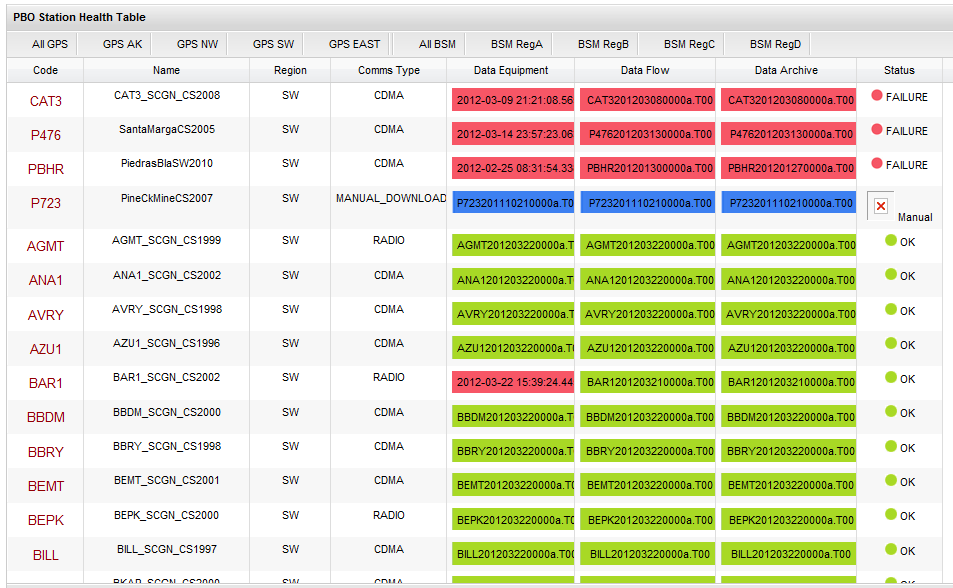 PBO Station Health Table
All GPS GPS AK GPS NW GPS SW GPS EAST All BSM BSM RegA BSM RegB BSM RegC BSM RegD
Code Name Region Comms Type Data Equipment Data Flow Data Archive Status
CAT3 CAT3_SCGN_CS2008 SW CDMA 2012-03-09 21:21:08.56 CAT3201203080000a.T00 CAT3201203080000a.T00 FAILURE
P476 SantaMargaCS2005 SW CDMA 2012-03-14 23:57:23.06 P476201203130000a.T00 P476201203130000a.T00 FAILURE
PBHR PiedrasBlaSW2010 SW CDMA 2012-02-25 08:31:54.33 PBHR201201300000a.T00 PBHR201201270000a.T00 FAILURE
P723 PineCkMineCS2007 SW MANUAL_DOWNLOAD P723201110210000a.T0 P723201110210000a.T00 P723201110210000a.T00 Manual
AGMT AGMT_SCGN_CS1999 SW RADIO AGMT201203220000a.T AGMT201203220000a.T00 AGMT201203220000a.T00 OK
ANA1 ANA1_SCGN_CS2002 SW CDMA ANA1201203220000a.T ANA1201203220000a.T00 ANA1201203220000a.T00 OK
AVRY AVRY_SCGN_CS1998 SW CDMA AVRY201203220000a.T AVRY201203220000a.T00 AVRY201203220000a.T00 OK
AZU1 AZU1_SCGN_CS1996 SW CDMA AZU1201203220000a.T0 AZU1201203220000a.T00 AZU1201203220000a.T00 OK
BAR1 BAR1_SCGN_CS2002 SW RADIO 2012-03-22 15:39:24.44 BAR1201203210000a.T00 BAR1201203210000a.T00 OK
BBDM BBDM_SCGN_CS2000 SW CDMA BBDM201203220000a.T BBDM201203220000a.T00 BBDM201203220000a.T00 OK
BBRY BBRY_SCGN_CS1998 SW CDMA BBRY201203220000a.T BBRY201203220000a.T00 BBRY201203220000a.T00 OK
BEMT BEMT_SCGN_CS2001 SW CDMA BEMT201203220000a.T0 BEMT201203220000a.T00 BEMT201203220000a.T00 OK
BEPK BEPK_SCGN_CS2000 SW RADIO BEPK201203220000a.T0 BEPK201203220000a.T00 BEPK201203220000a.T00 OK
BILL BILL_SCGN_CS1997 SW CDMA BILL201203220000a.T00 BILL201203220000a.T00 BILL201203220000a.T00 OK
SW CDMA OK